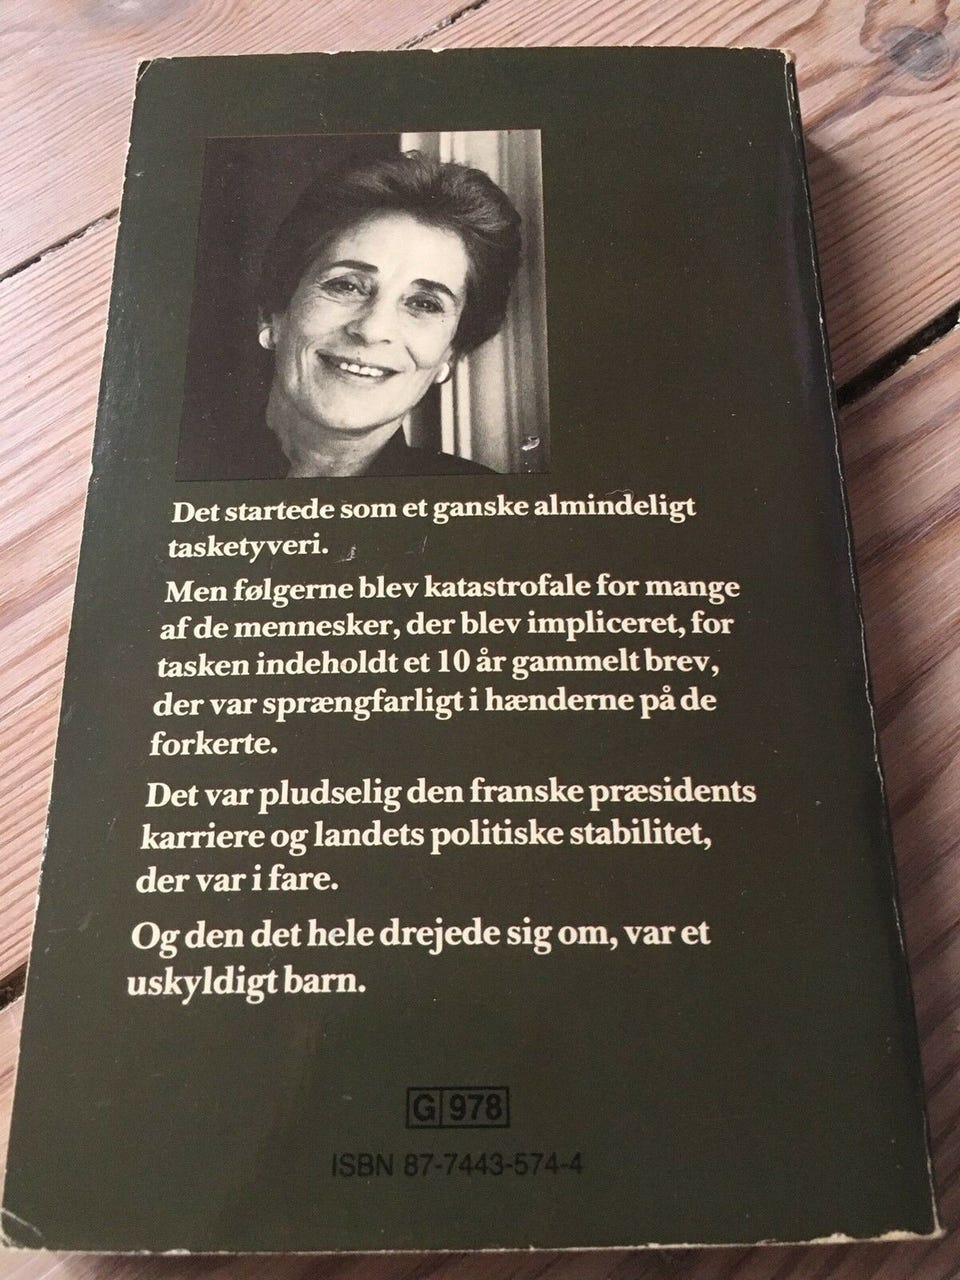 Det startede som et ganske almindeligt
tasketyveri.
Men følgerne blev katastrofale for mange
af de mennesker, der blev impliceret, for
tasken indeholdt et 10 år gammelt brev,
der var sprængfarligt i hænderne på de
forkerte.
Det var pludselig den franske præsidents
karriere og landets politiske stabilitet,
der var i fare.
Og den det hele drejede sig om, var et
uskyldigt barn.
G 978
ISBN 87-7443-574-4